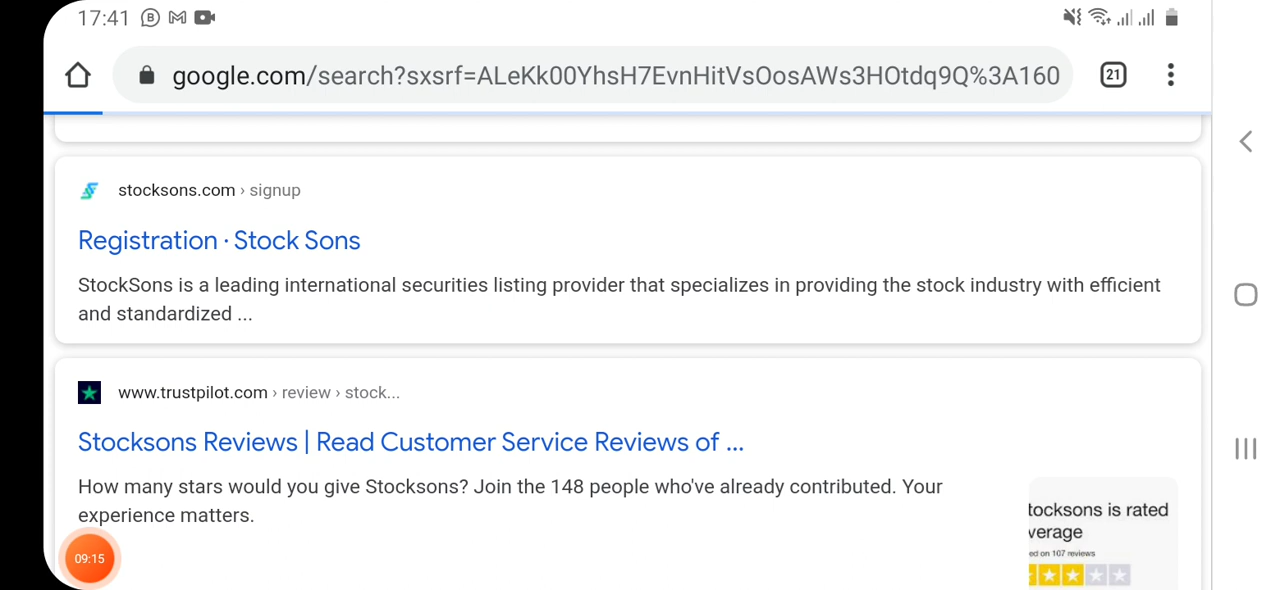 17:41
google.com/search?sxsrf=ALeKk00YhsH7EvnHitVsOosAWs3HOtdq9Q%3A160
21
stocksons.com › signup
Registration · Stock Sons
StockSons is a leading international securities listing provider that specializes in providing the stock industry with efficient
and standardized ...
www.trustpilot.com › review › stock...
Stocksons Reviews | Read Customer Service Reviews of ...
How many stars would you give Stocksons? Join the 148 people who've already contributed. Your
experience matters.
tocksons is rated
verage
ed on 107 reviews
09:15